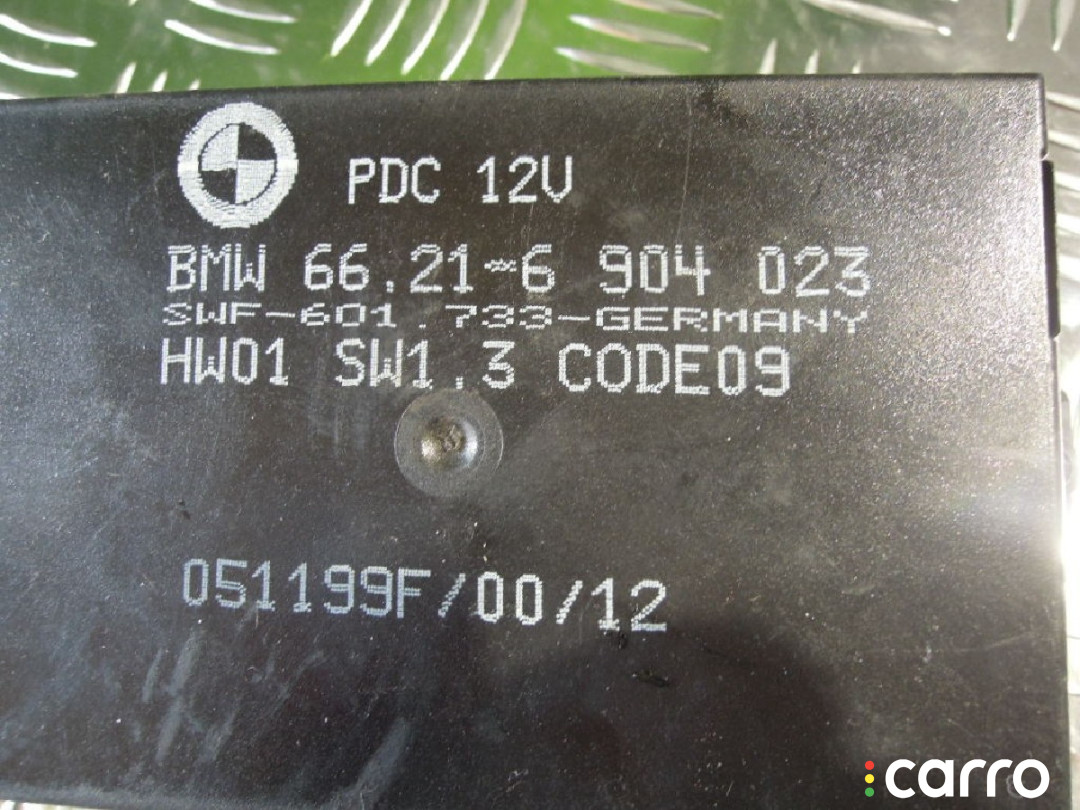 PDC 12V
BMW 66.21-6 904 023
SWF-601.733-GERMANY
HW01 SW1.3 CODE09
051199F/00/12
carro